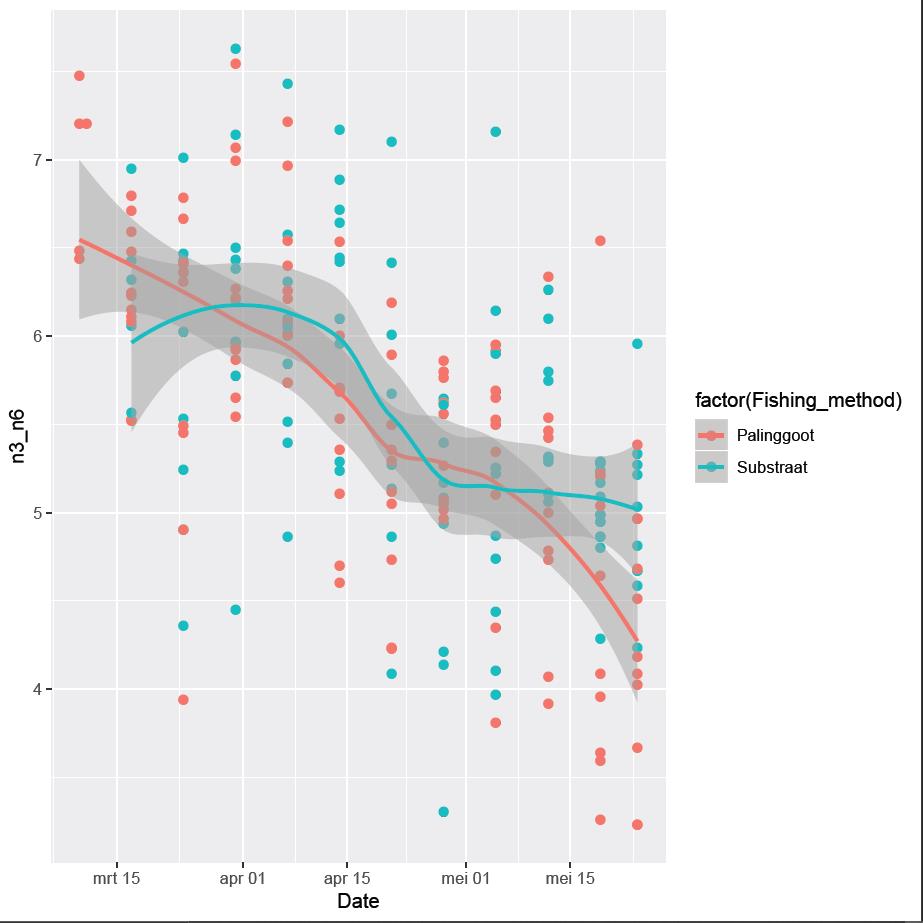 n3_n6
7
6
5
4
mrt 15
apr 01
apr 15
mei 01
mei 15
Date
factor(Fishing_method)
Palinggoot
Substraat